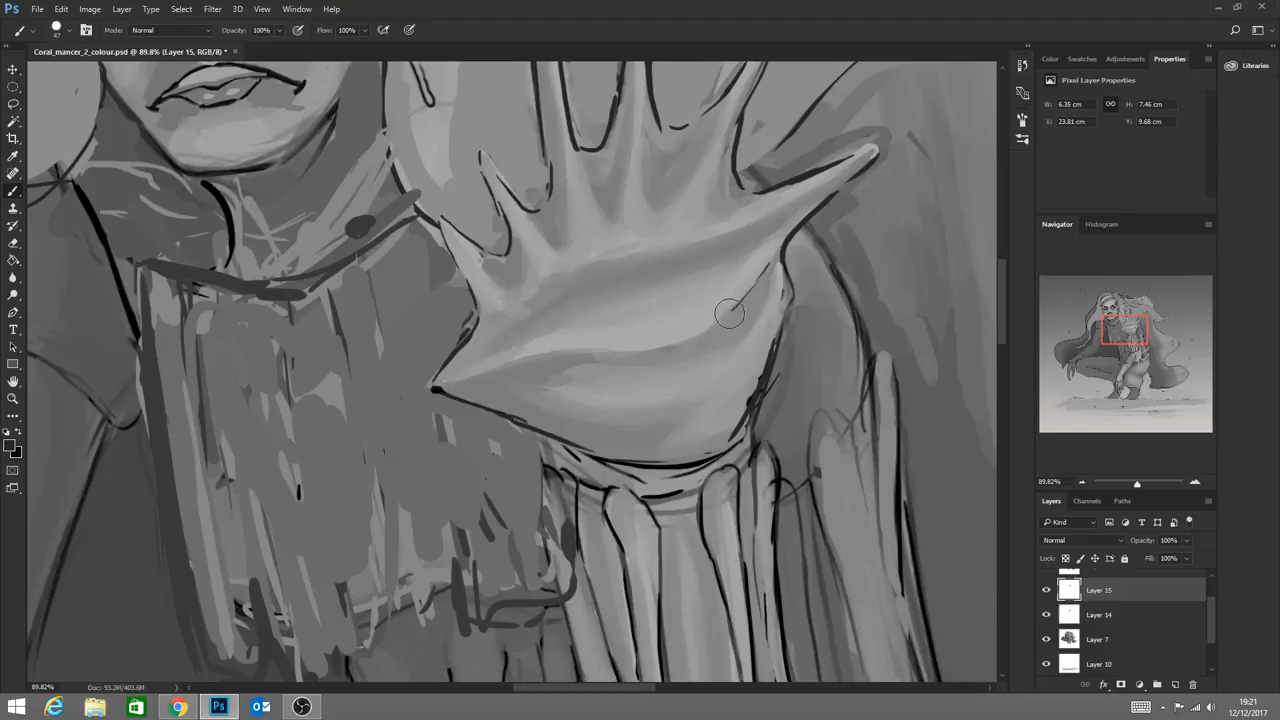 Ps File Edit Image Layer Type Select Filter 3D View Window Help
47 Mode: Normal Opacity: 100% Flow: 100%
Coral_mancer_2_colour.psd @ 89.8% (Layer 15, RGB/8) * ×
Color Swatches Adjustments Properties
Libraries
Pixel Layer Properties
W: 6.35 cm H: 7.46 cm
X: 23.81 cm Y: 9.68 cm
Navigator Histogram
89.82%
Layers Channels Paths
Kind
Normal Opacity: 100%
Lock: Fill: 100%
Layer 15
Layer 14
Layer 7
Layer 10
89.82% Doc: 93.2M/403.6M
fx
19:21
12/12/2017